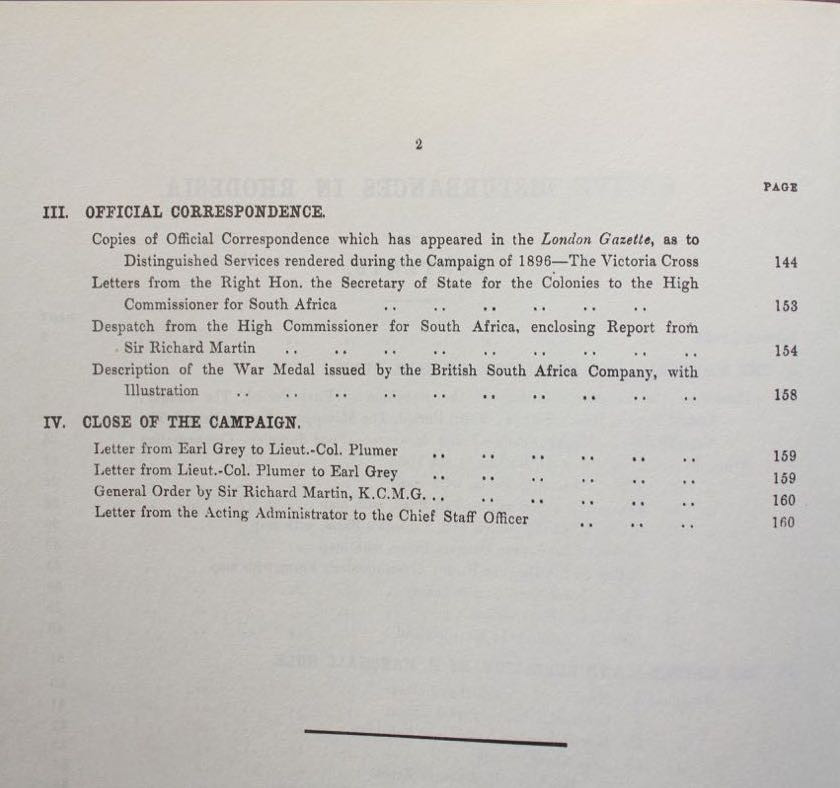 2
PAGE
III. OFFICIAL CORRESPONDENCE.
Copies of Official Correspondence which has appeared in the London Gazette, as to
Distinguished Services rendered during the Campaign of 1896—The Victoria Cross 144
Letters from the Right Hon. the Secretary of State for the Colonies to the High
Commissioner for South Africa .. .. .. .. .. .. 153
Despatch from the High Commissioner for South Africa, enclosing Report from
Sir Richard Martin .. .. .. .. .. .. .. .. .. 154
Description of the War Medal issued by the British South Africa Company, with
Illustration .. .. .. .. .. .. .. .. .. .. 158
IV. CLOSE OF THE CAMPAIGN.
Letter from Earl Grey to Lieut.-Col. Plumer .. .. .. .. .. .. 159
Letter from Lieut.-Col. Plumer to Earl Grey .. .. .. .. .. .. 159
General Order by Sir Richard Martin, K.C.M.G. .. .. .. .. .. .. 160
Letter from the Acting Administrator to the Chief Staff Officer .. .. .. 160